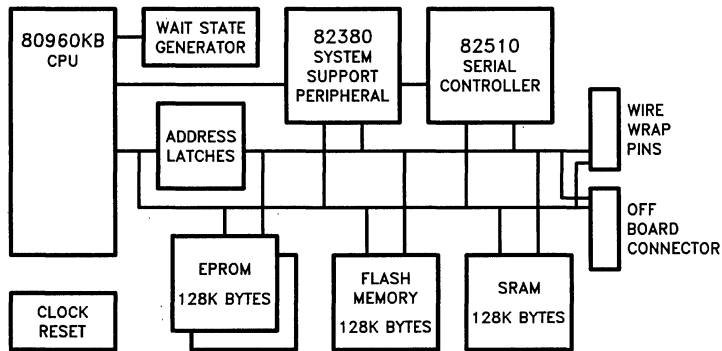 80960KB
CPU
WAIT STATE
GENERATOR
82380
SYSTEM
SUPPORT
PERIPHERAL
82510
SERIAL
CONTROLLER
WIRE
WRAP
PINS
ADDRESS
LATCHES
OFF
BOARD
CONNECTOR
EPROM
128K BYTES
FLASH
MEMORY
128K BYTES
SRAM
128K BYTES
CLOCK
RESET